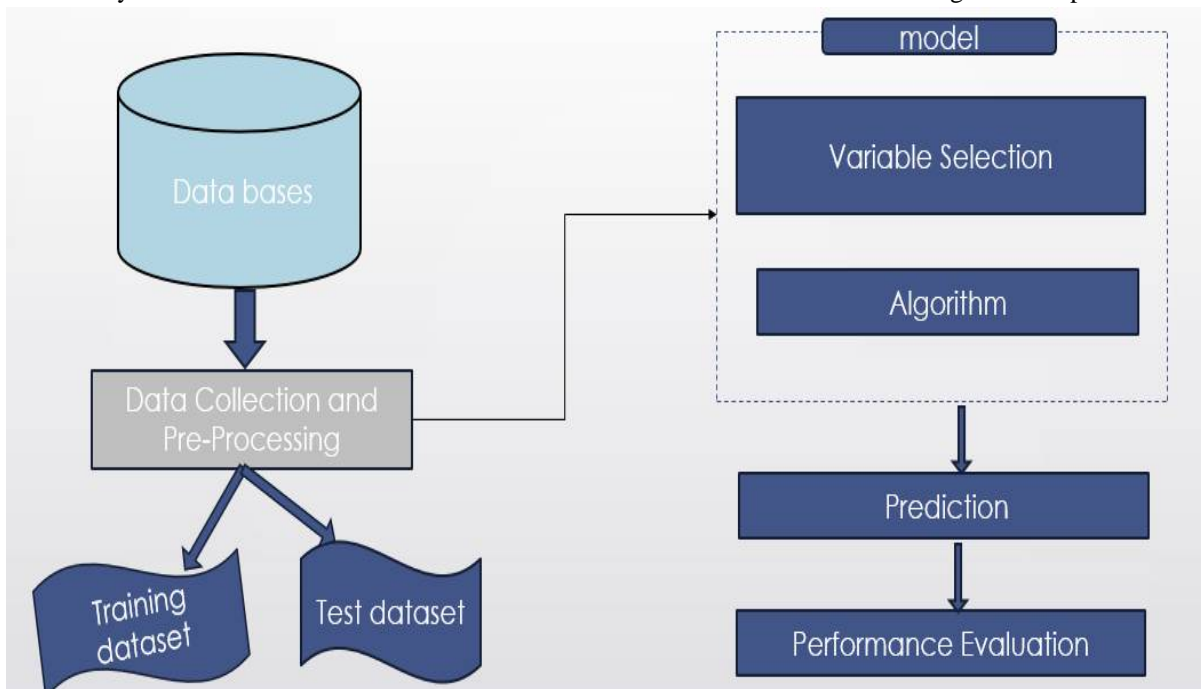 Data bases
Data Collection and
Pre-Processing
Training
dataset
Test dataset
model
Variable Selection
Algorithm
Prediction
Performance Evaluation